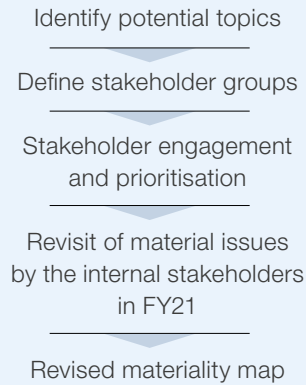 Identify potential topics
Define stakeholder groups
Stakeholder engagement
and prioritisation
Revisit of material issues
by the internal stakeholders
in FY21
Revised materiality map